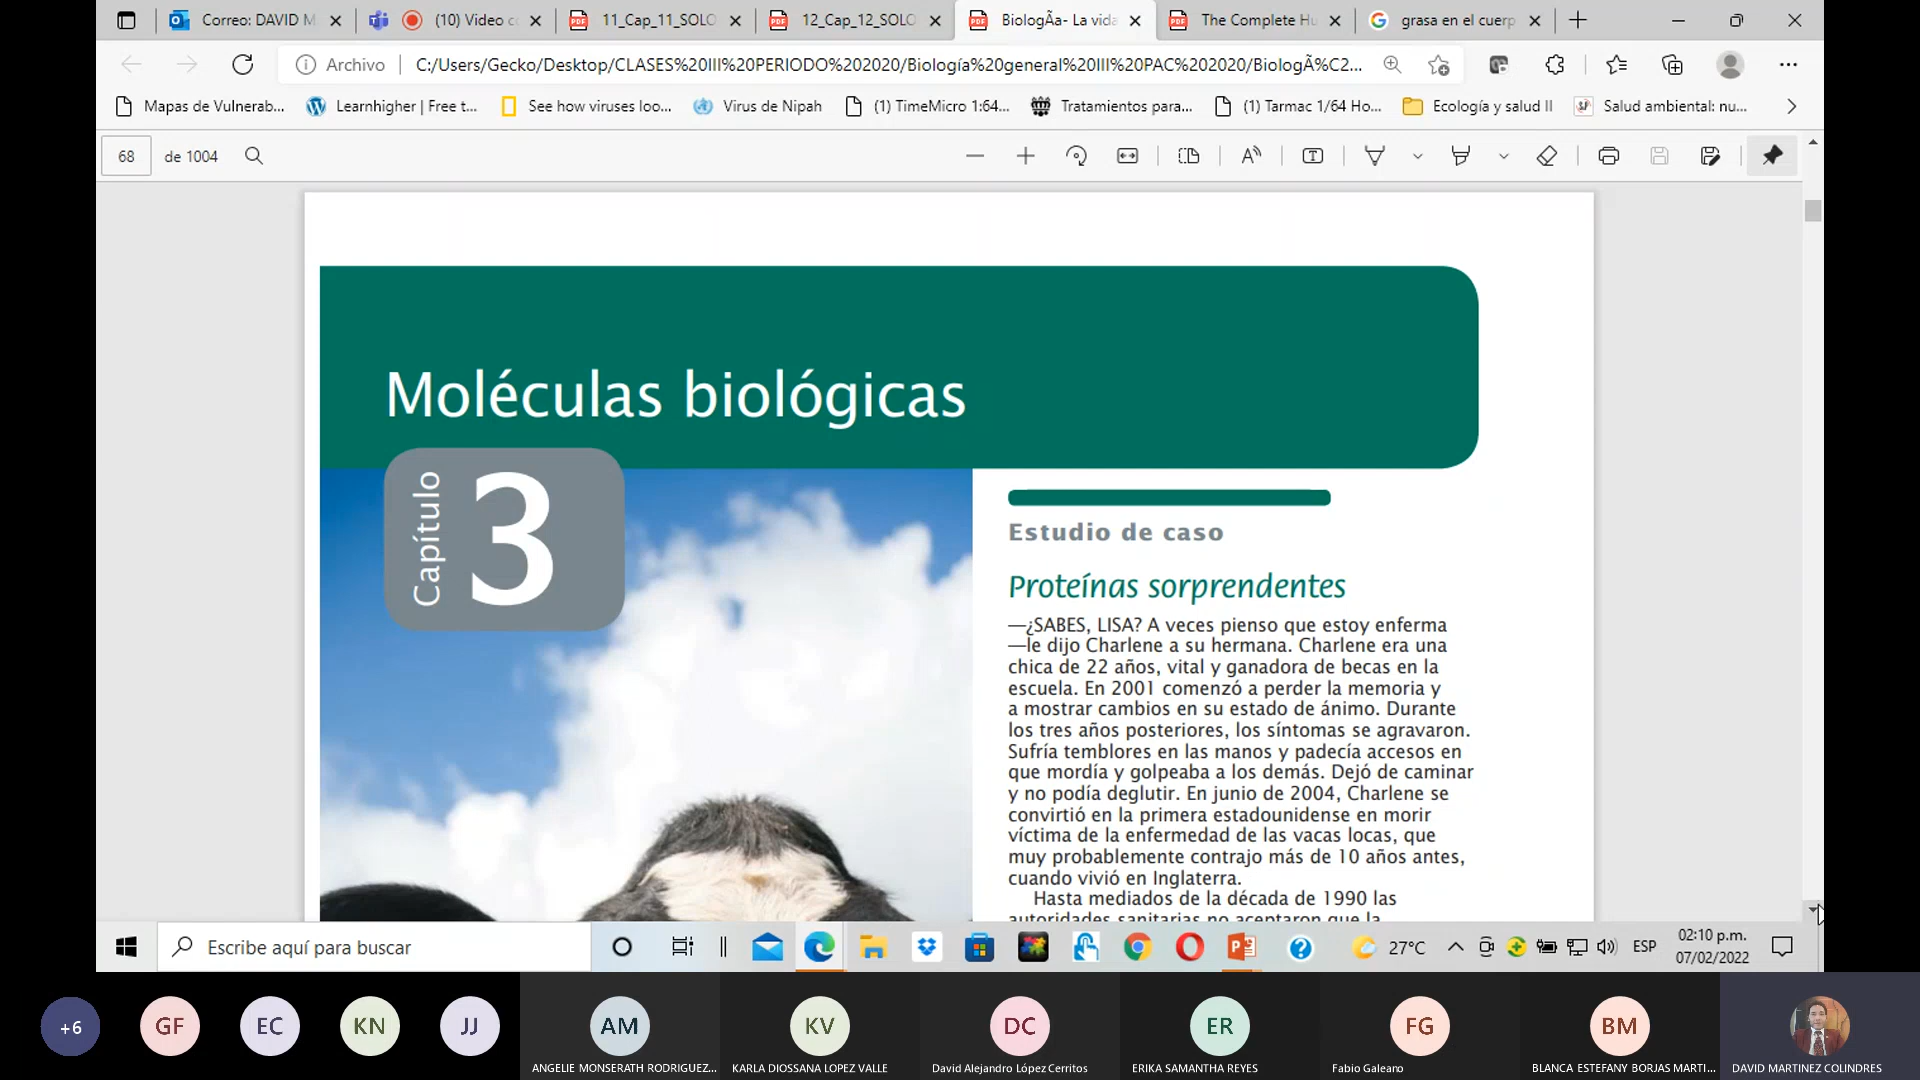 Correo: DAVID M
(10) Video c
11_Cap_11_SOLO
12_Cap_12_SOLO
BiologÃa- La vida
The Complete Hu
grasa en el cuerp
Archivo
C:/Users/Gecko/Desktop/CLASES%20III%20PERIODO%202020/Biología%20general%20III%20PAC%202020/BiologÃ%C2...
Mapas de Vulnerab...
Learnhigher | Free t...
See how viruses loo...
Virus de Nipah
(1) TimeMicro 1:64...
Tratamientos para...
(1) Tarmac 1/64 Ho...
Ecología y salud II
Salud ambiental: nu...
68
de 1004
Moléculas biológicas
Capítulo
3
Estudio de caso
Proteínas sorprendentes
—¿SABES, LISA? A veces pienso que estoy enferma
—le dijo Charlene a su hermana. Charlene era una
chica de 22 años, vital y ganadora de becas en la
escuela. En 2001 comenzó a perder la memoria y
a mostrar cambios en su estado de ánimo. Durante
los tres años posteriores, los síntomas se agravaron.
Sufría temblores en las manos y padecía accesos en
que mordía y golpeaba a los demás. Dejó de caminar
y no podía deglutir. En junio de 2004, Charlene se
convirtió en la primera estadounidense en morir
víctima de la enfermedad de las vacas locas, que
muy probablemente contrajo más de 10 años antes,
cuando vivió en Inglaterra.
Hasta mediados de la década de 1990 las
autoridades sanitarias no aceptaron que la
Escribe aquí para buscar
27°C
ESP
02:10 p.m.
07/02/2022
+6
GF
EC
KN
JJ
AM
KV
DC
ER
FG
BM
ANGELIE MONSERATH RODRIGUEZ...
KARLA DIOSSANA LOPEZ VALLE
David Alejandro López Cerritos
ERIKA SAMANTHA REYES
Fabio Galeano
BLANCA ESTEFANY BORJAS MARTI...
DAVID MARTINEZ COLINDRES